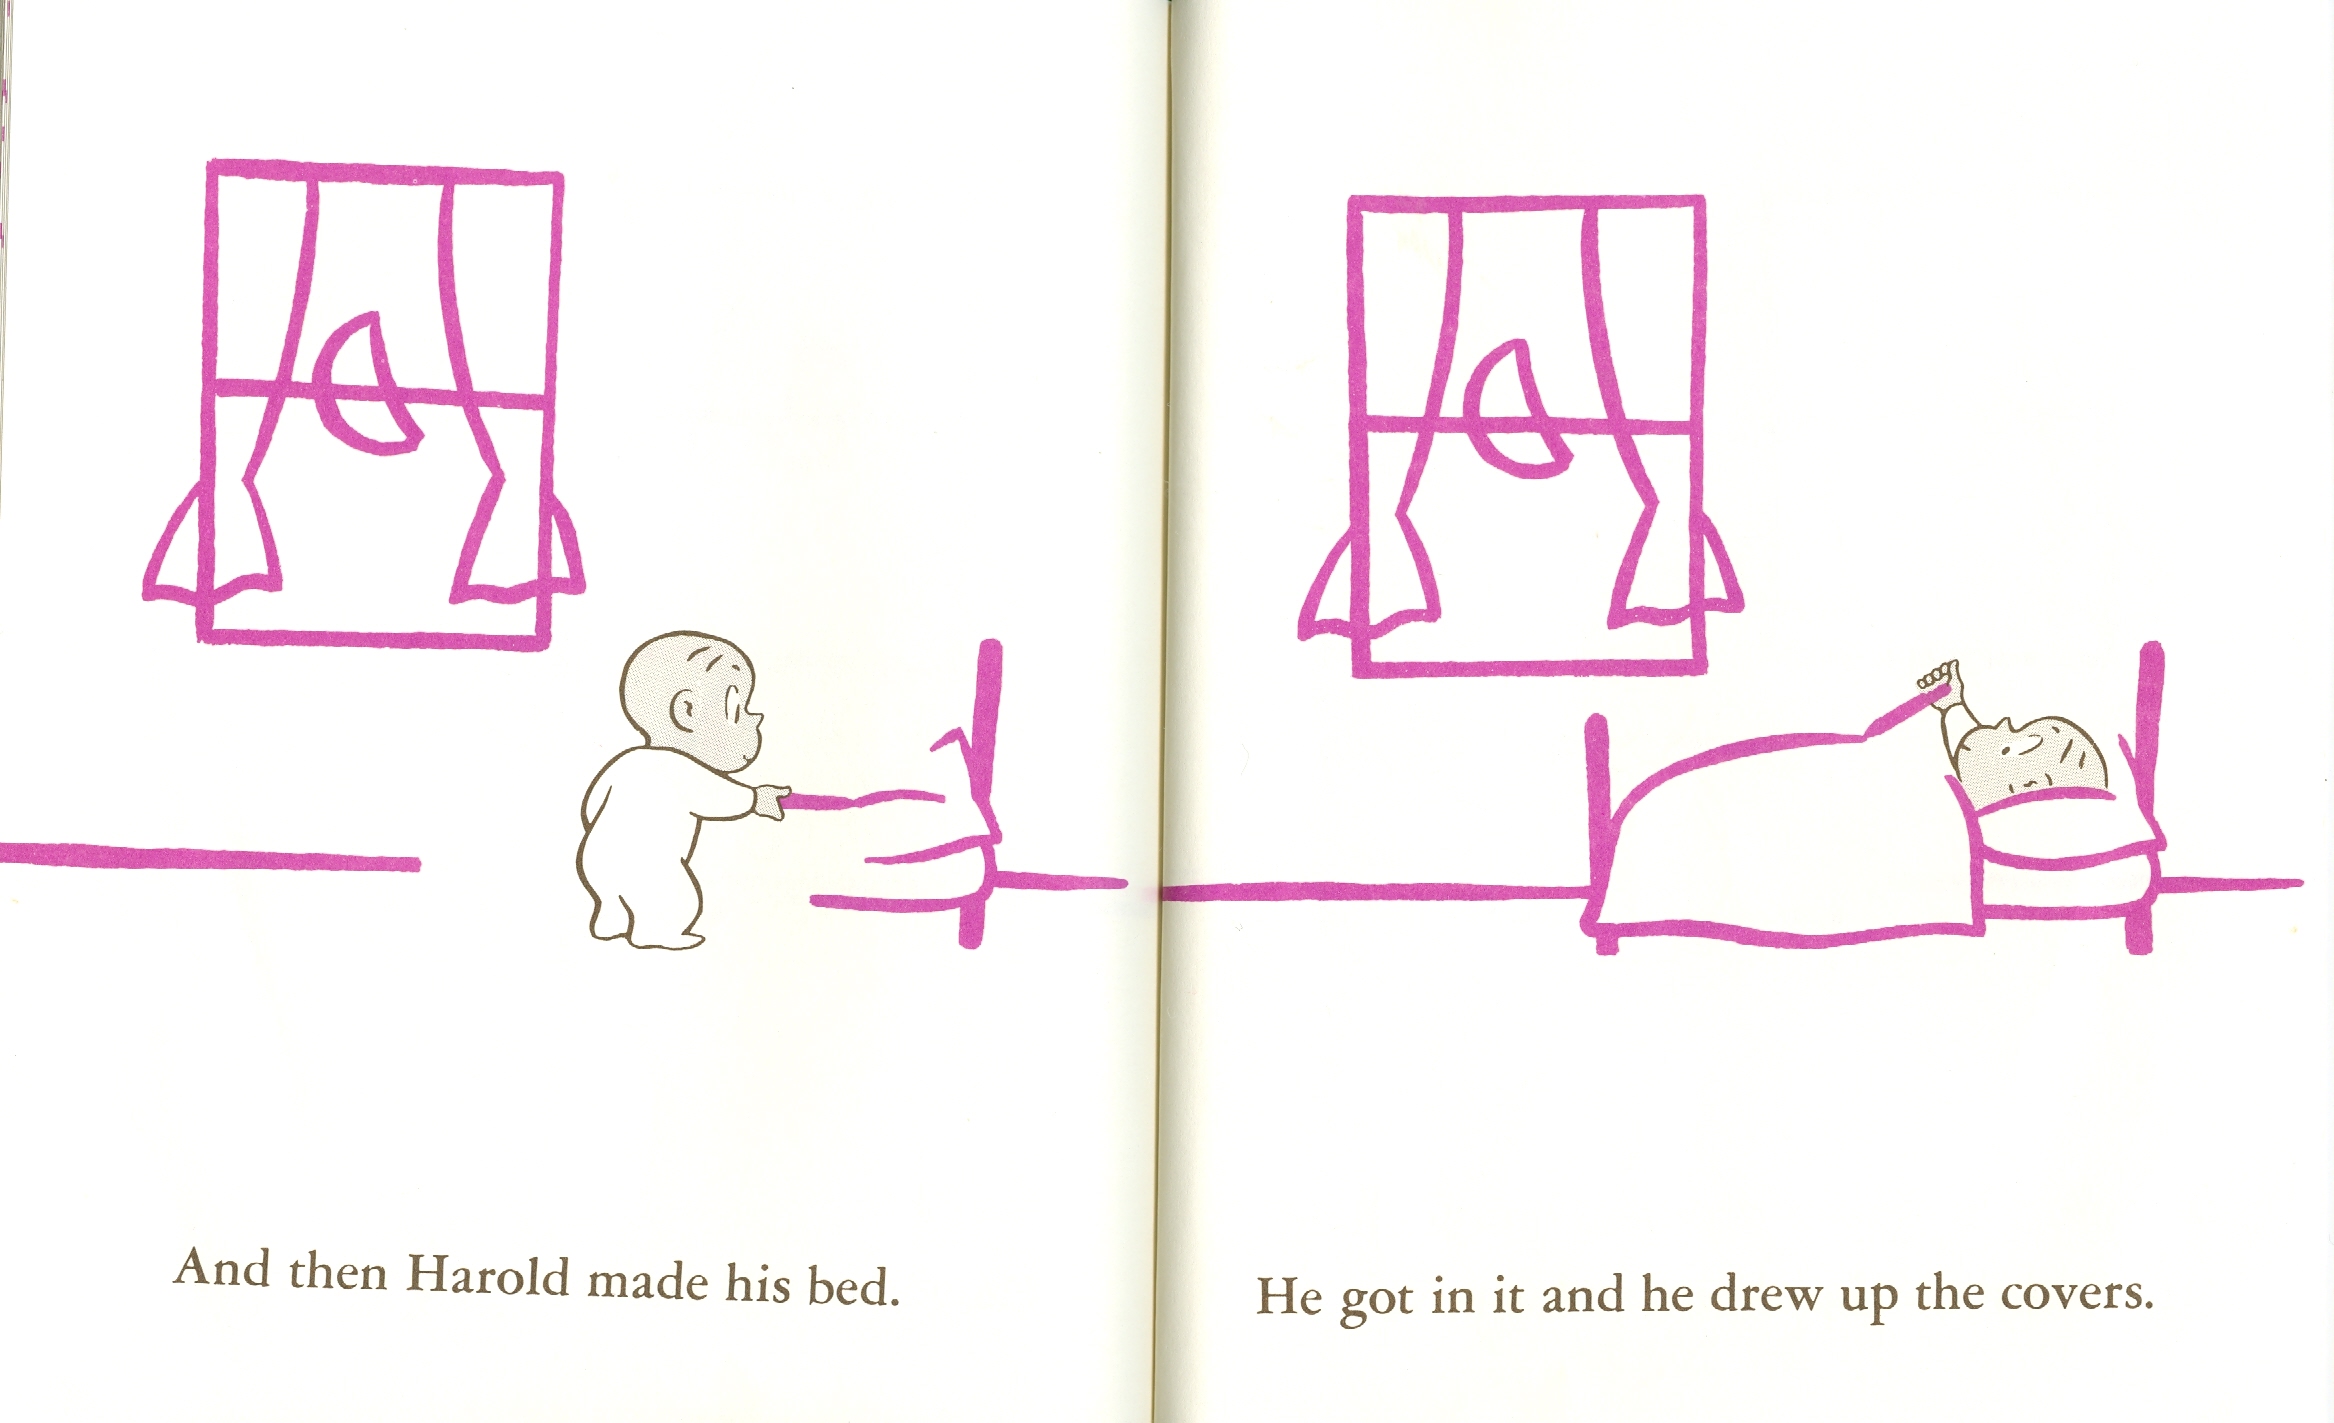 And then Harold made his bed.
He got in it and he drew up the covers.